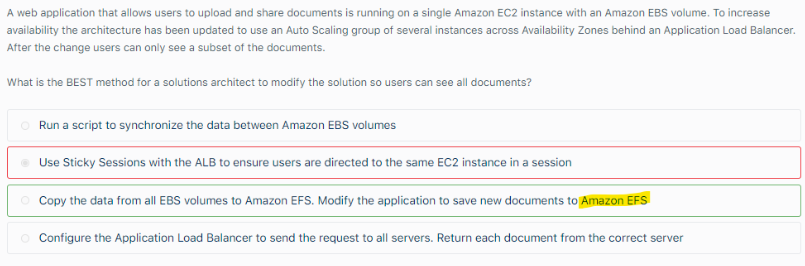 A web application that allows users to upload and share documents is running on a single Amazon EC2 instance with an Amazon EBS volume. To increase
availability the architecture has been updated to use an Auto Scaling group of several instances across Availability Zones behind an Application Load Balancer.
After the change users can only see a subset of the documents.
What is the BEST method for a solutions architect to modify the solution so users can see all documents?
Run a script to synchronize the data between Amazon EBS volumes
Use Sticky Sessions with the ALB to ensure users are directed to the same EC2 instance in a session
Copy the data from all EBS volumes to Amazon EFS. Modify the application to save new documents to Amazon EFS
Configure the Application Load Balancer to send the request to all servers. Return each document from the correct server